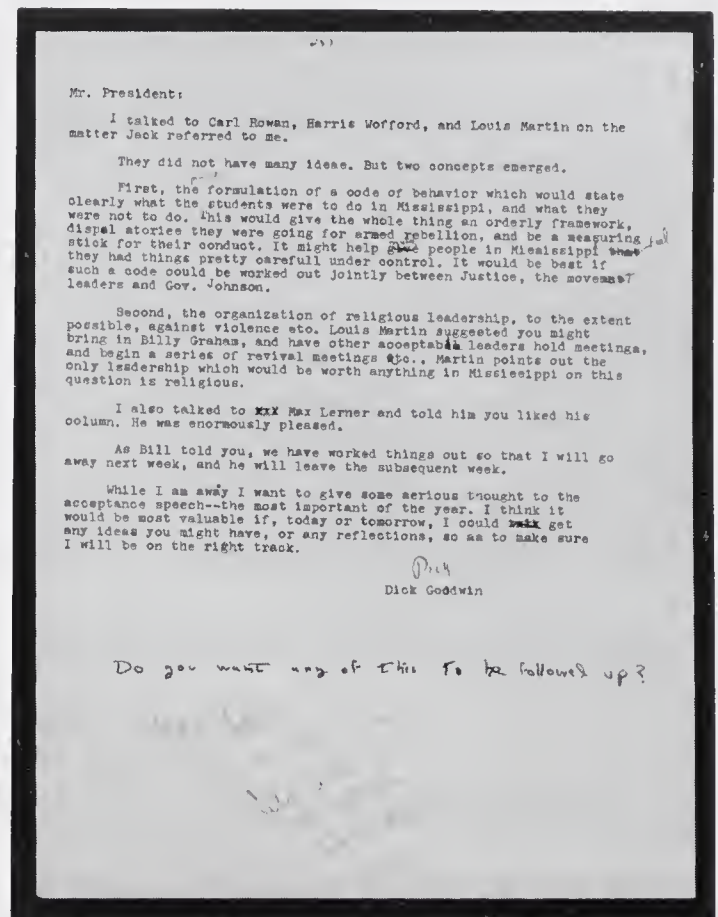 Mr. President:
I talked to Carl Rowan, Harris Wofford, and Louis Martin on the
matter Jack referred to me.
They did not have many ideas. But two concepts emerged.
First, the formulation of a code of behavior which would state
clearly what the students were to do in Mississippi, and what they
were not to do. This would give the whole thing an orderly framework,
dispel stories they were going for armed rebellion, and be a measuring
stick for their conduct. It might help people in Mississippi feel
they had things pretty carefull under control. It would be best if
such a code could be worked out jointly between Justice, the movement
leaders and Gov. Johnson.
Second, the organization of religious leadership, to the extent
possible, against violence etc. Louis Martin suggested you might
bring in Billy Graham, and have other acceptable leaders hold meetings,
and begin a series of revival meetings etc.. Martin points out the
only leadership which would be worth anything in Mississippi on this
question is religious.
I also talked to xxx Max Lerner and told him you liked his
column. He was enormously pleased.
As Bill told you, we have worked things out so that I will go
away next week, and he will leave the subsequent week.
While I am away I want to give some serious thought to the
acceptance speech--the most important of the year. I think it
would be most valuable if, today or tomorrow, I could get
any ideas you might have, or any reflections, so as to make sure
I will be on the right track.
Dick
Dick Goodwin
Do you want any of this to be followed up?